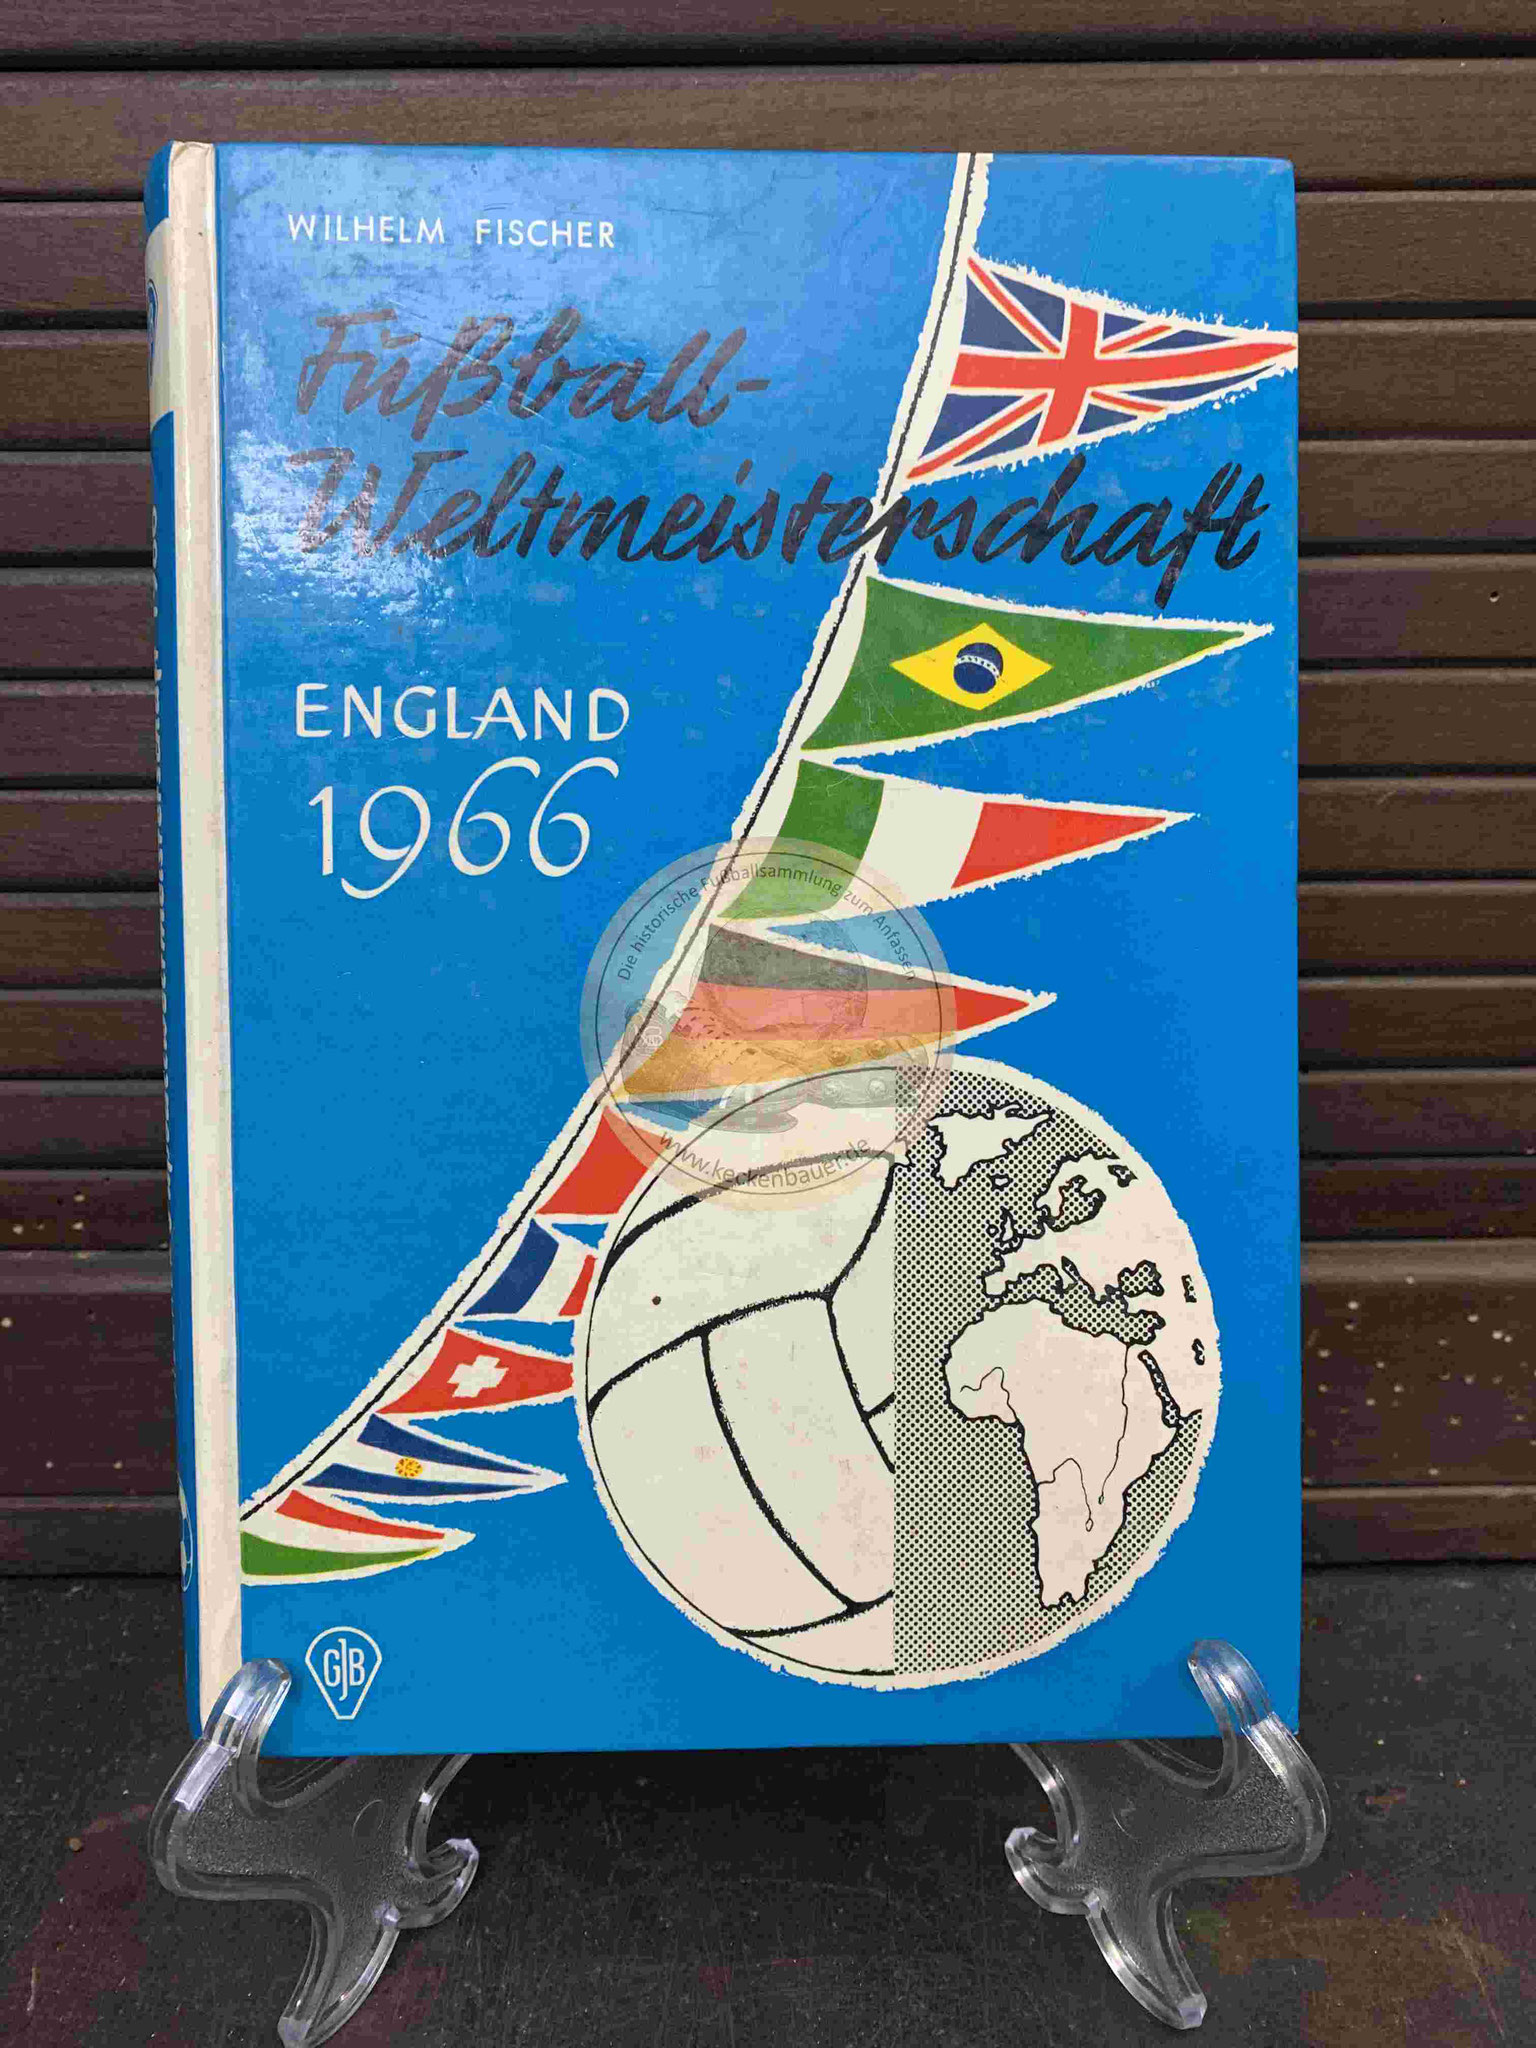 WILHELM FISCHER
Fußball-
Weltmeisterschaft
ENGLAND
1966
Die historische Fußballsammlung zum Anfassen
www.keckenbauer.de
GJB